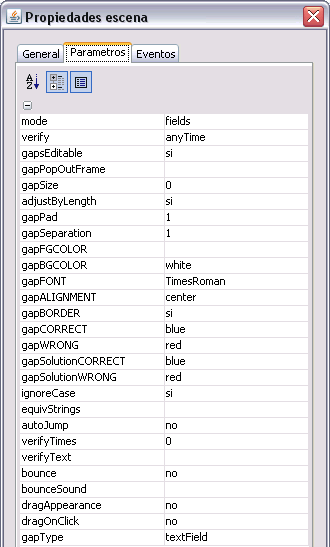 Propiedades escena
General Parametros Eventos
A Z
mode fields
verify anyTime
gapsEditable si
gapPopOutFrame
gapSize 0
adjustByLength si
gapPad 1
gapSeparation 1
gapFGCOLOR
gapBGCOLOR white
gapFONT TimesRoman
gapALIGNMENT center
gapBORDER si
gapCORRECT blue
gapWRONG red
gapSolutionCORRECT blue
gapSolutionWRONG red
ignoreCase si
equivStrings
autoJump no
verifyTimes 0
verifyText
bounce no
bounceSound
dragAppearance no
dragOnClick no
gapType textField